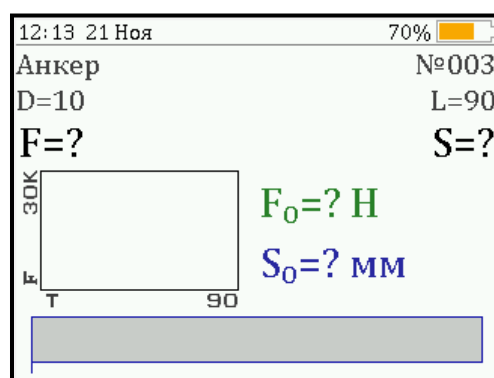 12:13 21 Ноя 70%
Анкер №003
D=10 L=90
F=? S=?
30K
F₀=? Н
S₀=? мм
F
T 90